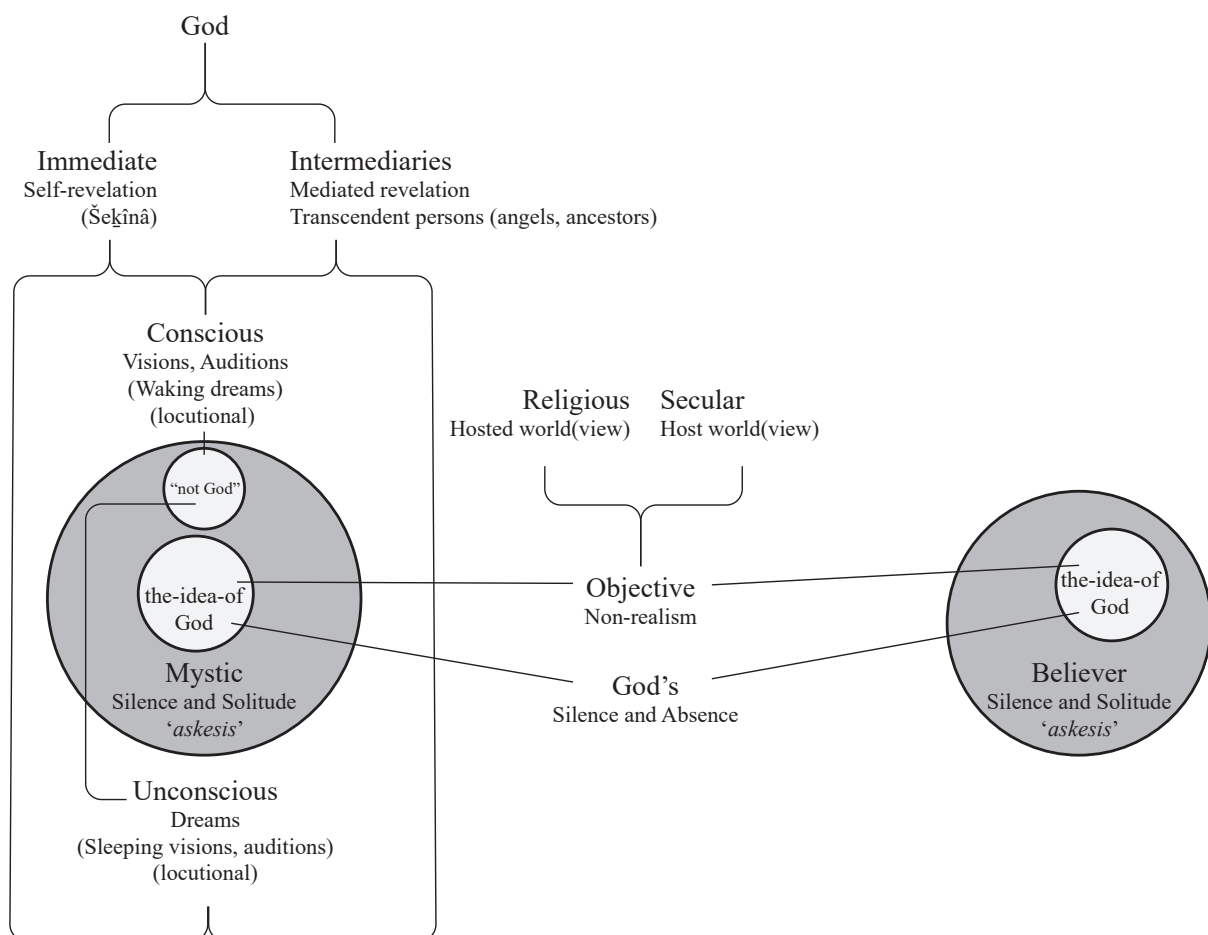 God
Immediate
Self-revelation
(Šeḵînâ)
Intermediaries
Mediated revelation
Transcendent persons (angels, ancestors)
Conscious
Visions, Auditions
(Waking dreams)
(locutional)
Religious
Hosted world(view)
Secular
Host world(view)
“not God”
the-idea-of
God
Mystic
Silence and Solitude
‘askesis’
Objective
Non-realism
God’s
Silence and Absence
the-idea-of
God
Believer
Silence and Solitude
‘askesis’
Unconscious
Dreams
(Sleeping visions, auditions)
(locutional)